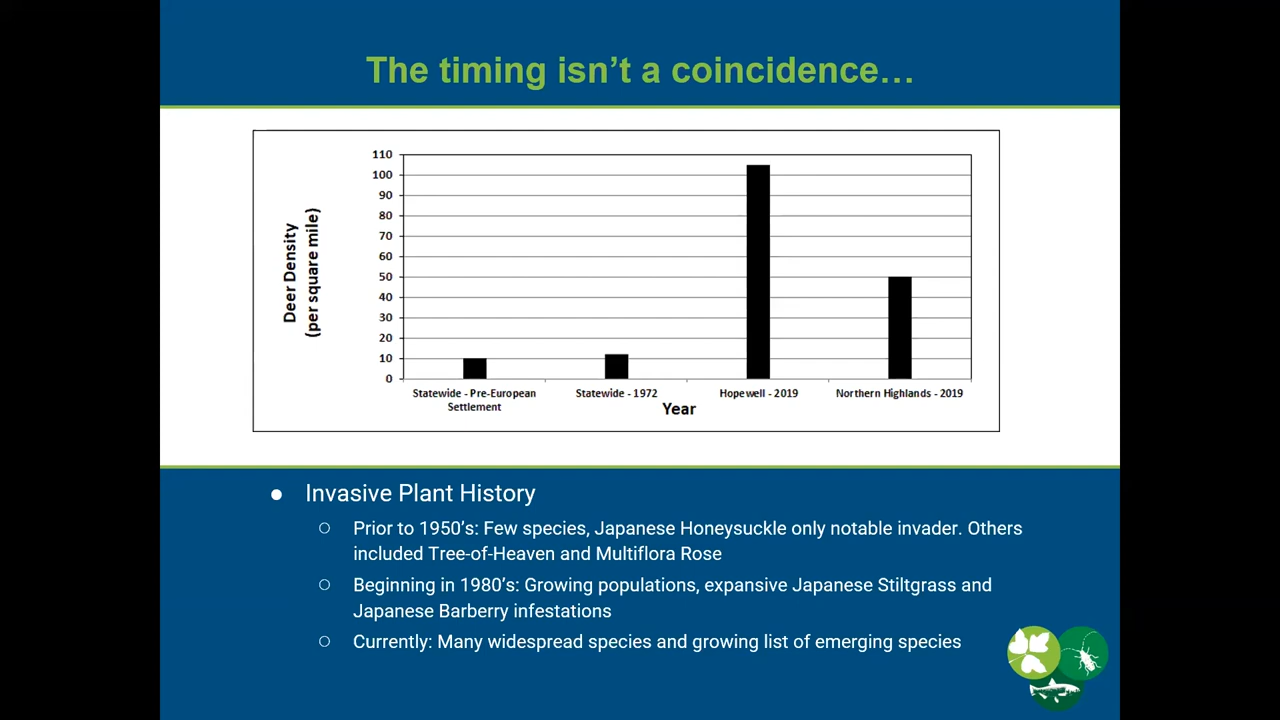 The timing isn’t a coincidence…
Deer Density
(per square mile)
110
100
90
80
70
60
50
40
30
20
10
0
Statewide - Pre-European
Settlement
Statewide - 1972
Hopewell - 2019
Northern Highlands - 2019
Year
● Invasive Plant History
○ Prior to 1950’s: Few species, Japanese Honeysuckle only notable invader. Others
included Tree-of-Heaven and Multiflora Rose
○ Beginning in 1980’s: Growing populations, expansive Japanese Stiltgrass and
Japanese Barberry infestations
○ Currently: Many widespread species and growing list of emerging species